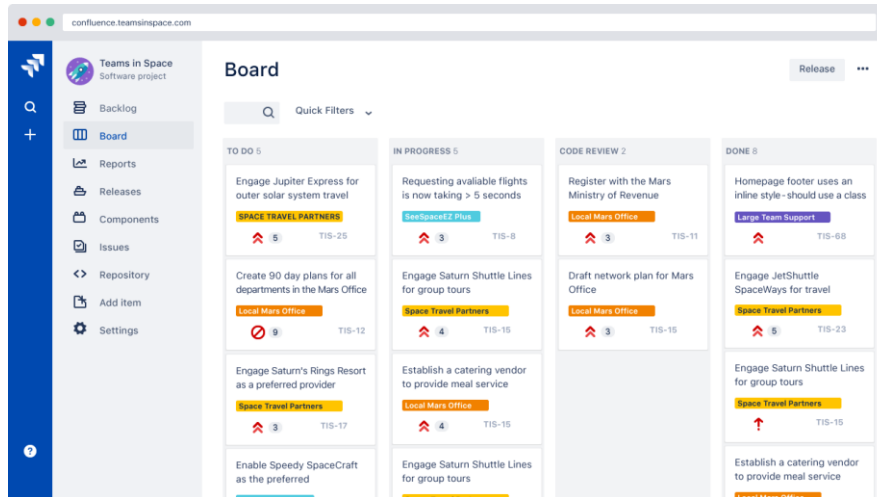 confluence.teamsinspace.com
Teams in Space
Software project
Backlog
Board
Reports
Releases
Components
Issues
Repository
Add item
Settings
?
Board
Release
Quick Filters
TO DO 5
Engage Jupiter Express for
outer solar system travel
SPACE TRAVEL PARTNERS
5 TIS-25
Create 90 day plans for all
departments in the Mars Office
Local Mars Office
9 TIS-12
Engage Saturn's Rings Resort
as a preferred provider
Space Travel Partners
3 TIS-17
Enable Speedy SpaceCraft
as the preferred
IN PROGRESS 5
Requesting avaliable flights
is now taking > 5 seconds
SeeSpaceEZ Plus
3 TIS-8
Engage Saturn Shuttle Lines
for group tours
Space Travel Partners
4 TIS-15
Establish a catering vendor
to provide meal service
Local Mars Office
4 TIS-15
Engage Saturn Shuttle Lines
for group tours
CODE REVIEW 2
Register with the Mars
Ministry of Revenue
Local Mars Office
3 TIS-11
Draft network plan for Mars
Office
Local Mars Office
3 TIS-15
DONE 8
Homepage footer uses an
inline style-should use a class
Large Team Support
TIS-68
Engage JetShuttle
SpaceWays for travel
Space Travel Partners
5 TIS-23
Engage Saturn Shuttle Lines
for group tours
Space Travel Partners
TIS-15
Establish a catering vendor
to provide meal service
Local Mars Office